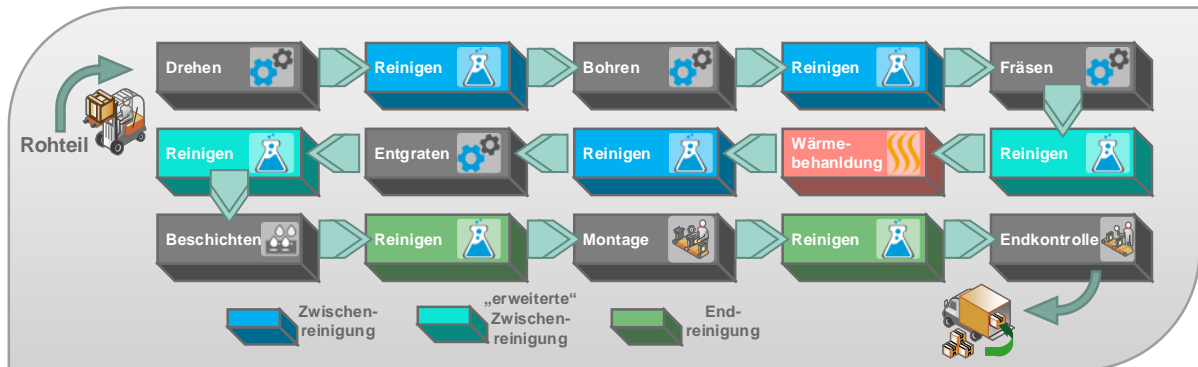 Drehen
Reinigen
Bohren
Reinigen
Fräsen
Rohteil
Reinigen
Entgraten
Reinigen
Wärme-
behanldung
Reinigen
Beschichten
Reinigen
Montage
Reinigen
Endkontrolle
Zwischen-
reinigung
„erweiterte“
Zwischen-
reinigung
End-
reinigung